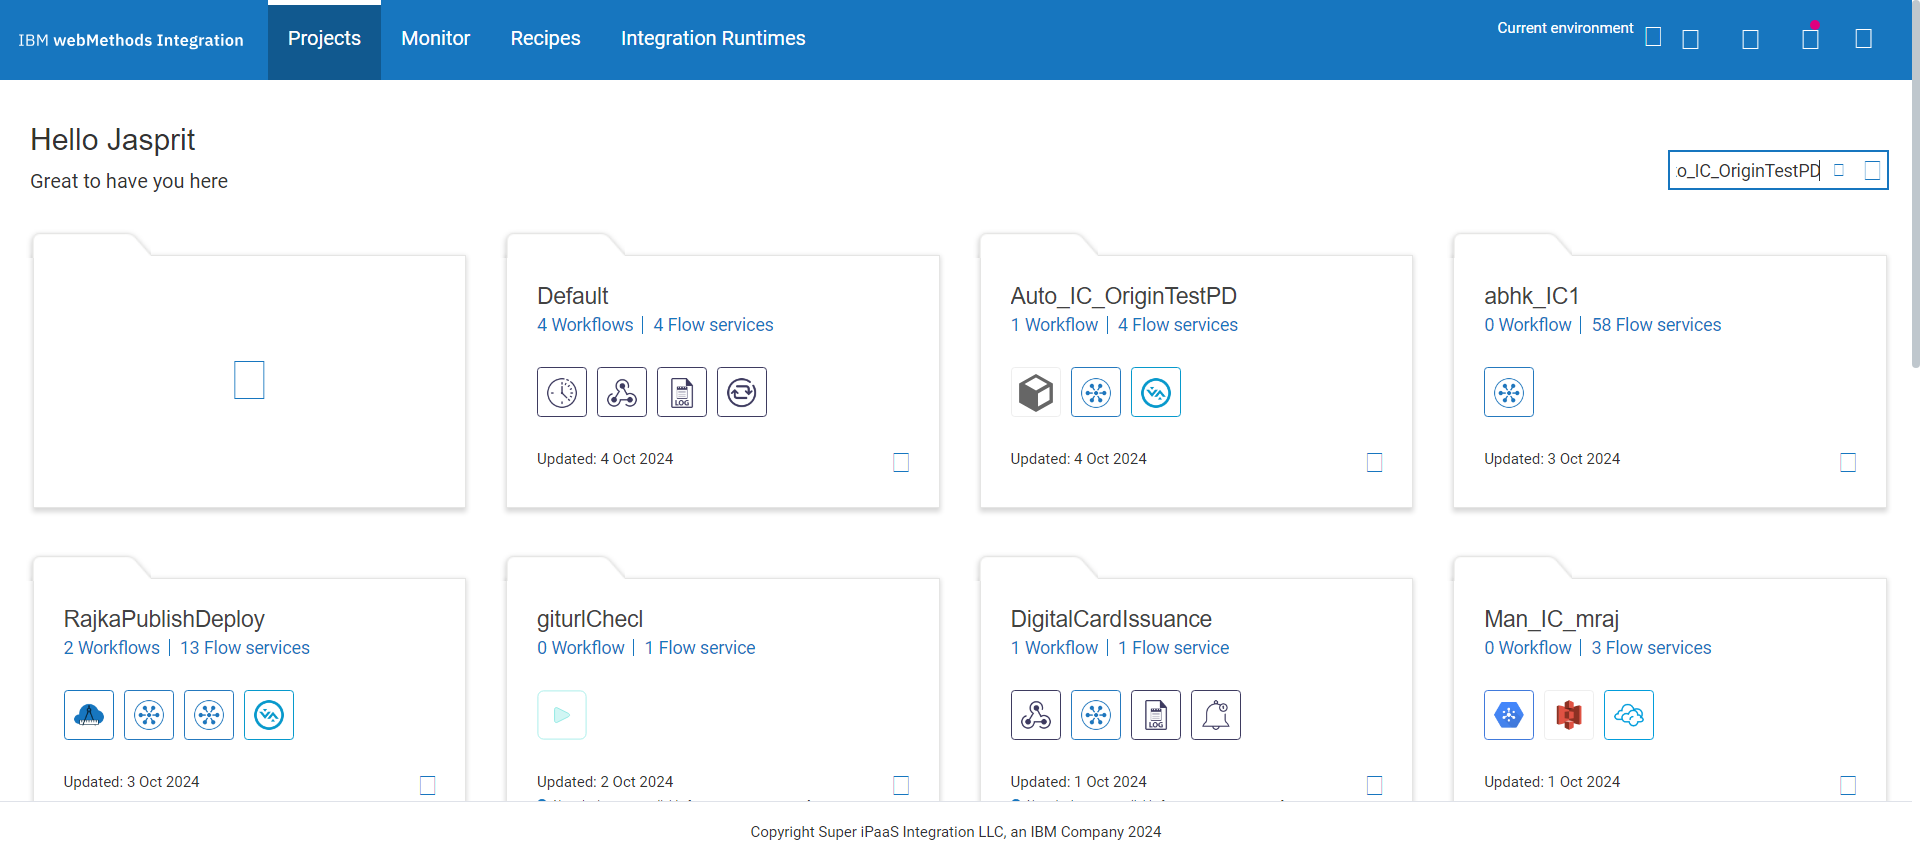 IBM webMethods Integration
Projects
Monitor
Recipes
Integration Runtimes
Current environment
Hello Jasprit
Great to have you here
o_IC_OriginTestPD
Default
4 Workflows | 4 Flow services
LOG
Updated: 4 Oct 2024
Auto_IC_OriginTestPD
1 Workflow | 4 Flow services
Updated: 4 Oct 2024
abhk_IC1
0 Workflow | 58 Flow services
Updated: 3 Oct 2024
RajkaPublishDeploy
2 Workflows | 13 Flow services
Updated: 3 Oct 2024
giturlChecl
0 Workflow | 1 Flow service
Updated: 2 Oct 2024
DigitalCardIssuance
1 Workflow | 1 Flow service
LOG
Updated: 1 Oct 2024
Man_IC_mraj
0 Workflow | 3 Flow services
Updated: 1 Oct 2024
Copyright Super iPaaS Integration LLC, an IBM Company 2024